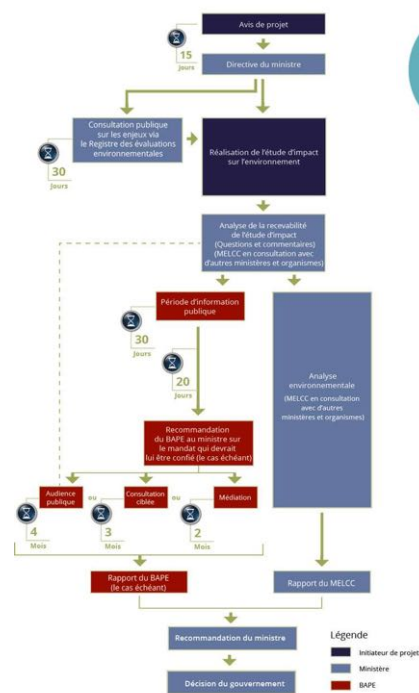 Avis de projet
15
Jours
Directive du ministre
Consultation publique
sur les enjeux via
le Registre des évaluations
environnementales
30
Jours
Réalisation de l'étude d'impact
sur l'environnement
Analyse de la recevabilité
de l'étude d'impact
(Questions et commentaires)
(MELCC en consultation avec
d'autres ministères et organismes)
Période d'information
publique
30
Jours
20
Jours
Analyse
environnementale
(MELCC en consultation
avec d'autres
ministères et organismes)
Recommandation
du BAPE au ministre sur
le mandat qui devrait
lui être confié (le cas échéant)
Audience
publique
ou
Consultation
ciblée
ou
Médiation
4
Mois
3
Mois
2
Mois
Rapport du BAPE
(le cas échéant)
Rapport du MELCC
Recommandation du ministre
Décision du gouvernement
Légende
Initiateur de projet
Ministère
BAPE